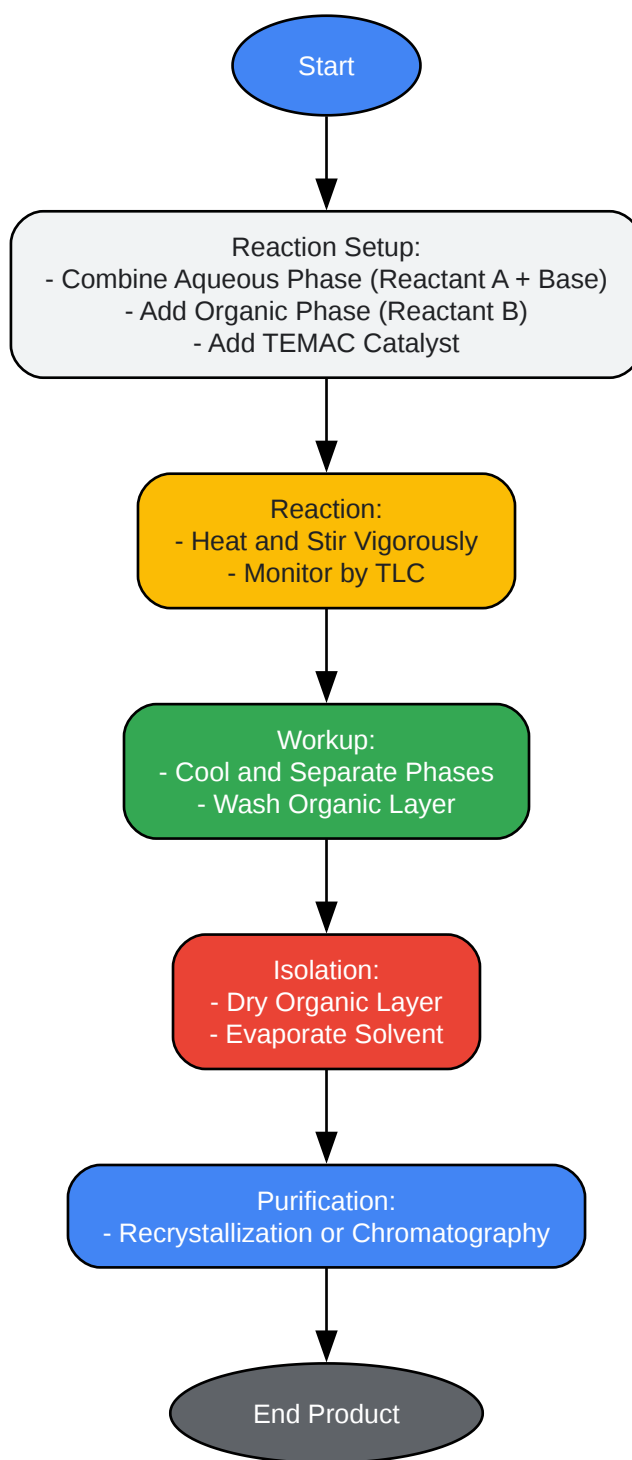 Start
Reaction Setup:
- Combine Aqueous Phase (Reactant A + Base)
- Add Organic Phase (Reactant B)
- Add TEMAC Catalyst
Reaction:
- Heat and Stir Vigorously
- Monitor by TLC
Workup:
- Cool and Separate Phases
- Wash Organic Layer
Isolation:
- Dry Organic Layer
- Evaporate Solvent
Purification:
- Recrystallization or Chromatography
End Product